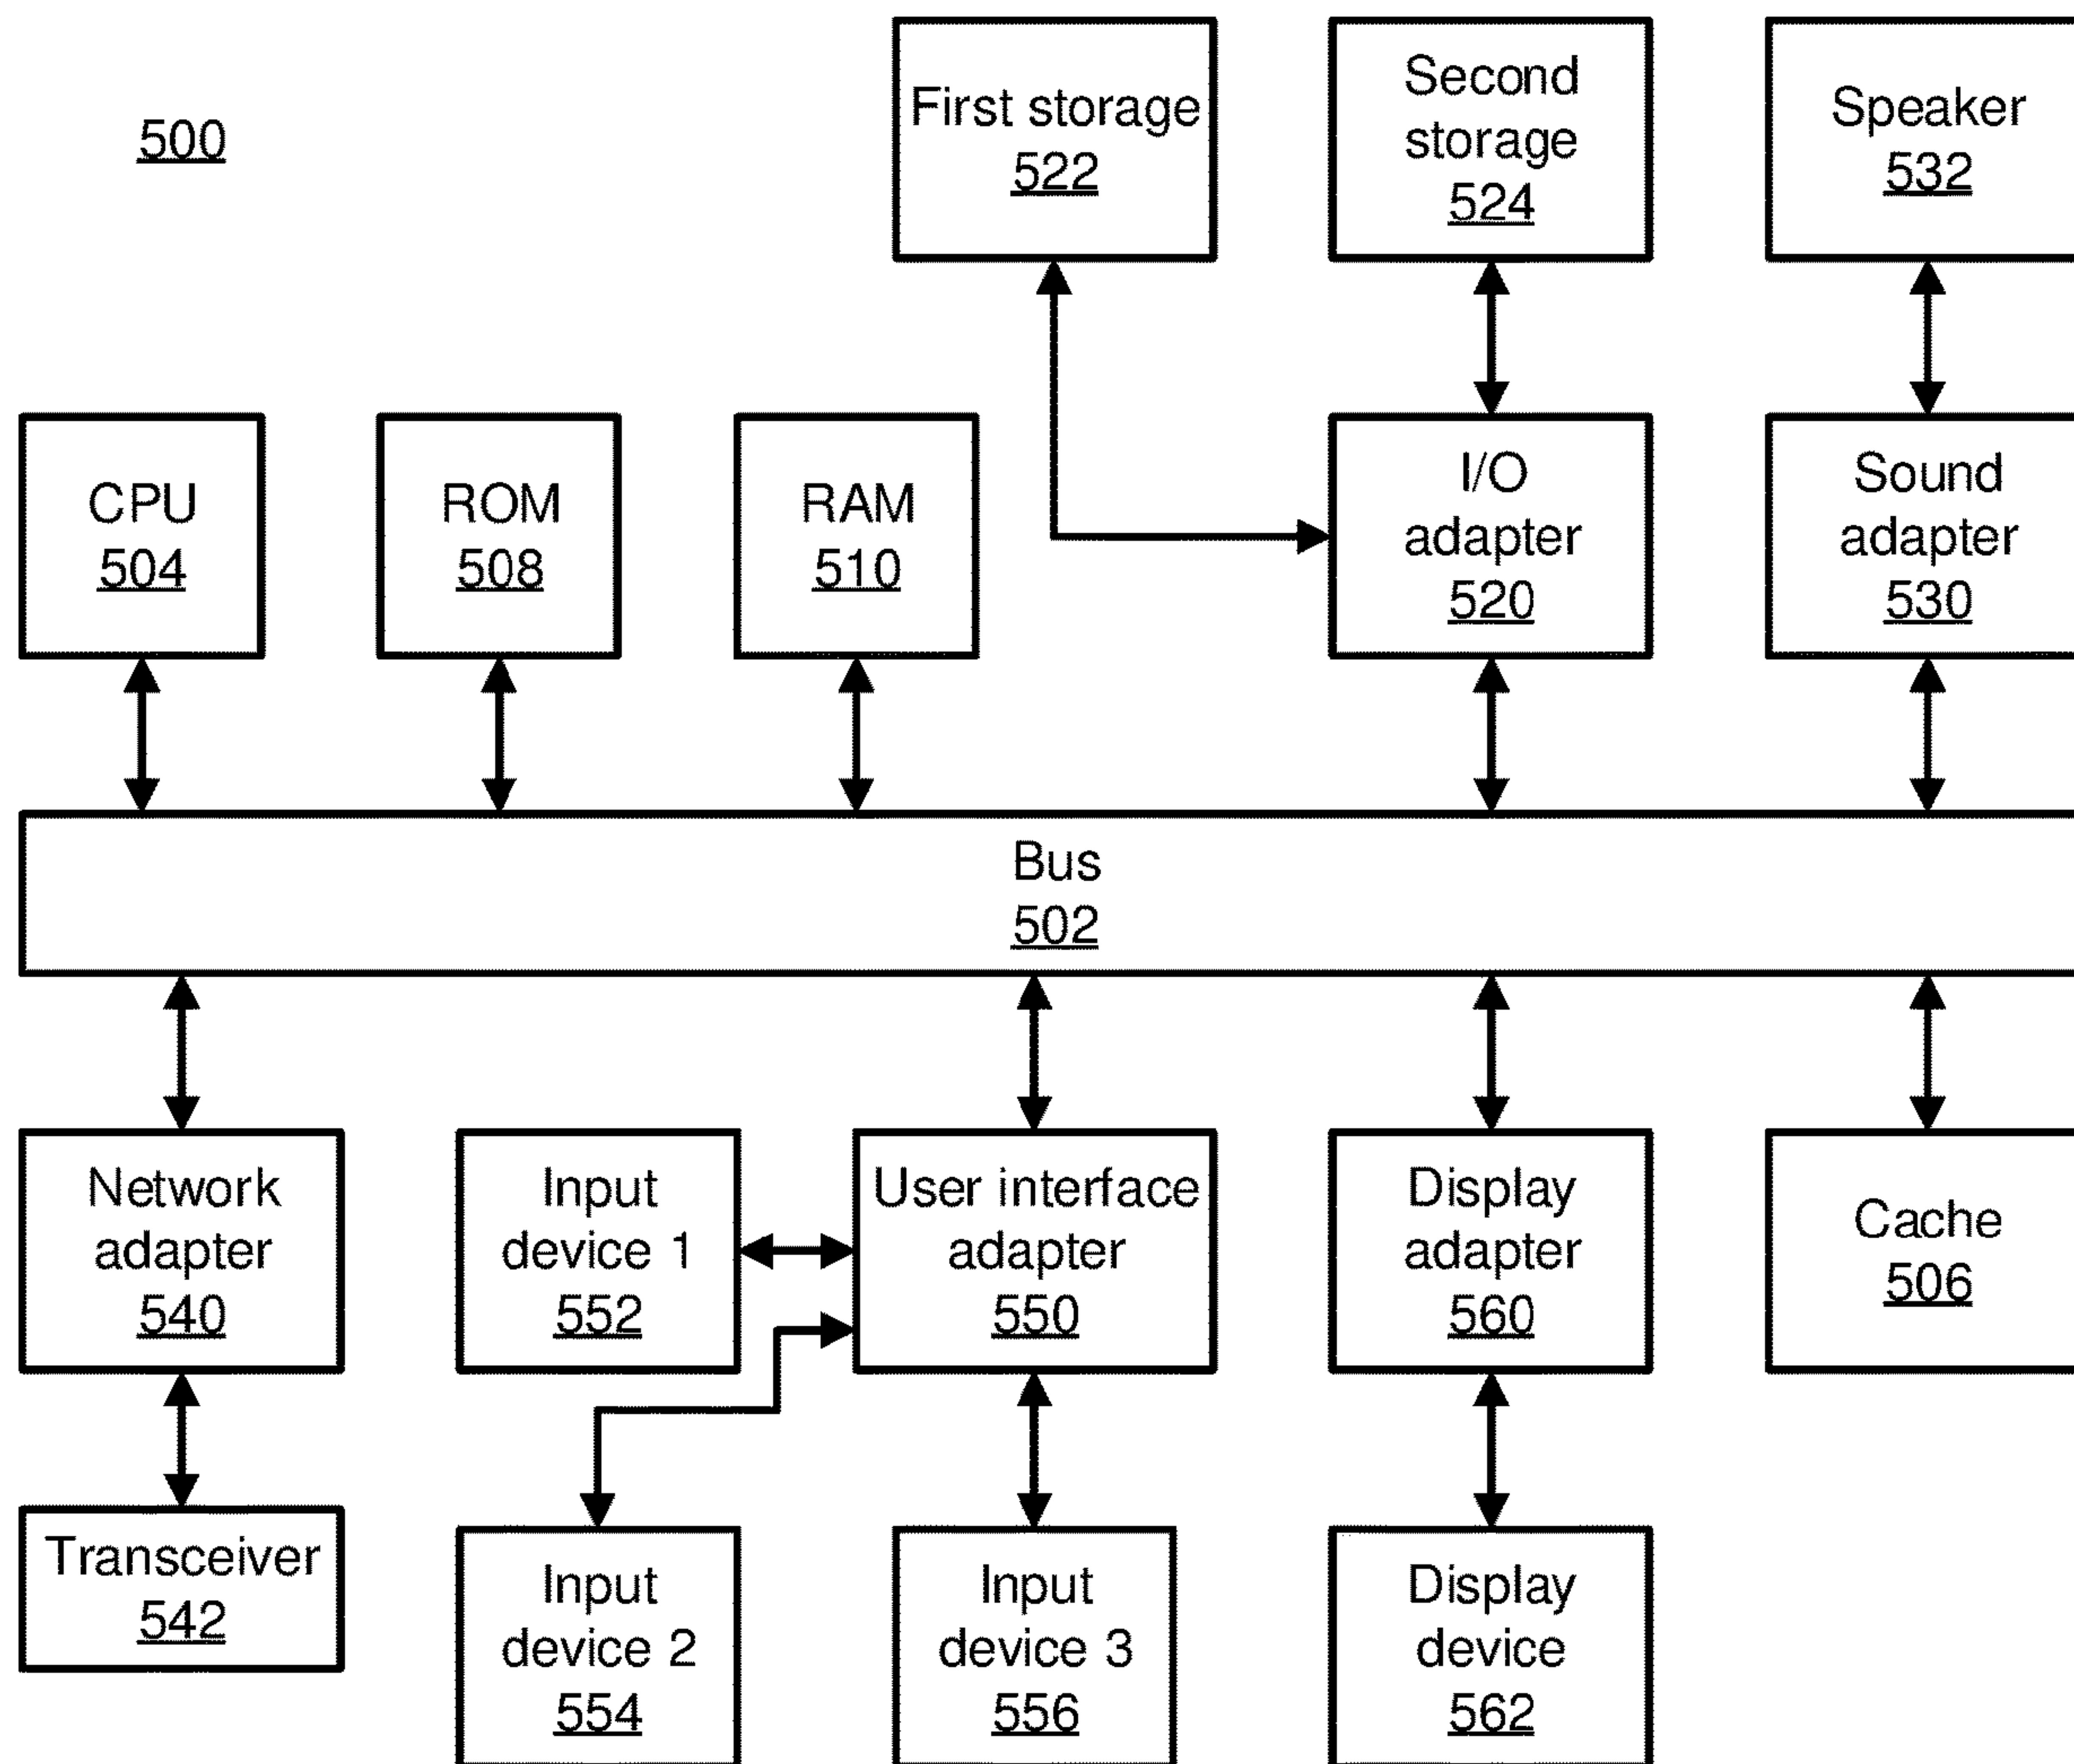 500
First storage
522
Second
storage
524
Speaker
532
CPU
504
ROM
508
RAM
510
I/O
adapter
520
Sound
adapter
530
Bus
502
Network
adapter
540
Input
device 1
552
User interface
adapter
550
Display
adapter
560
Cache
506
Transceiver
542
Input
device 2
554
Input
device 3
556
Display
device
562